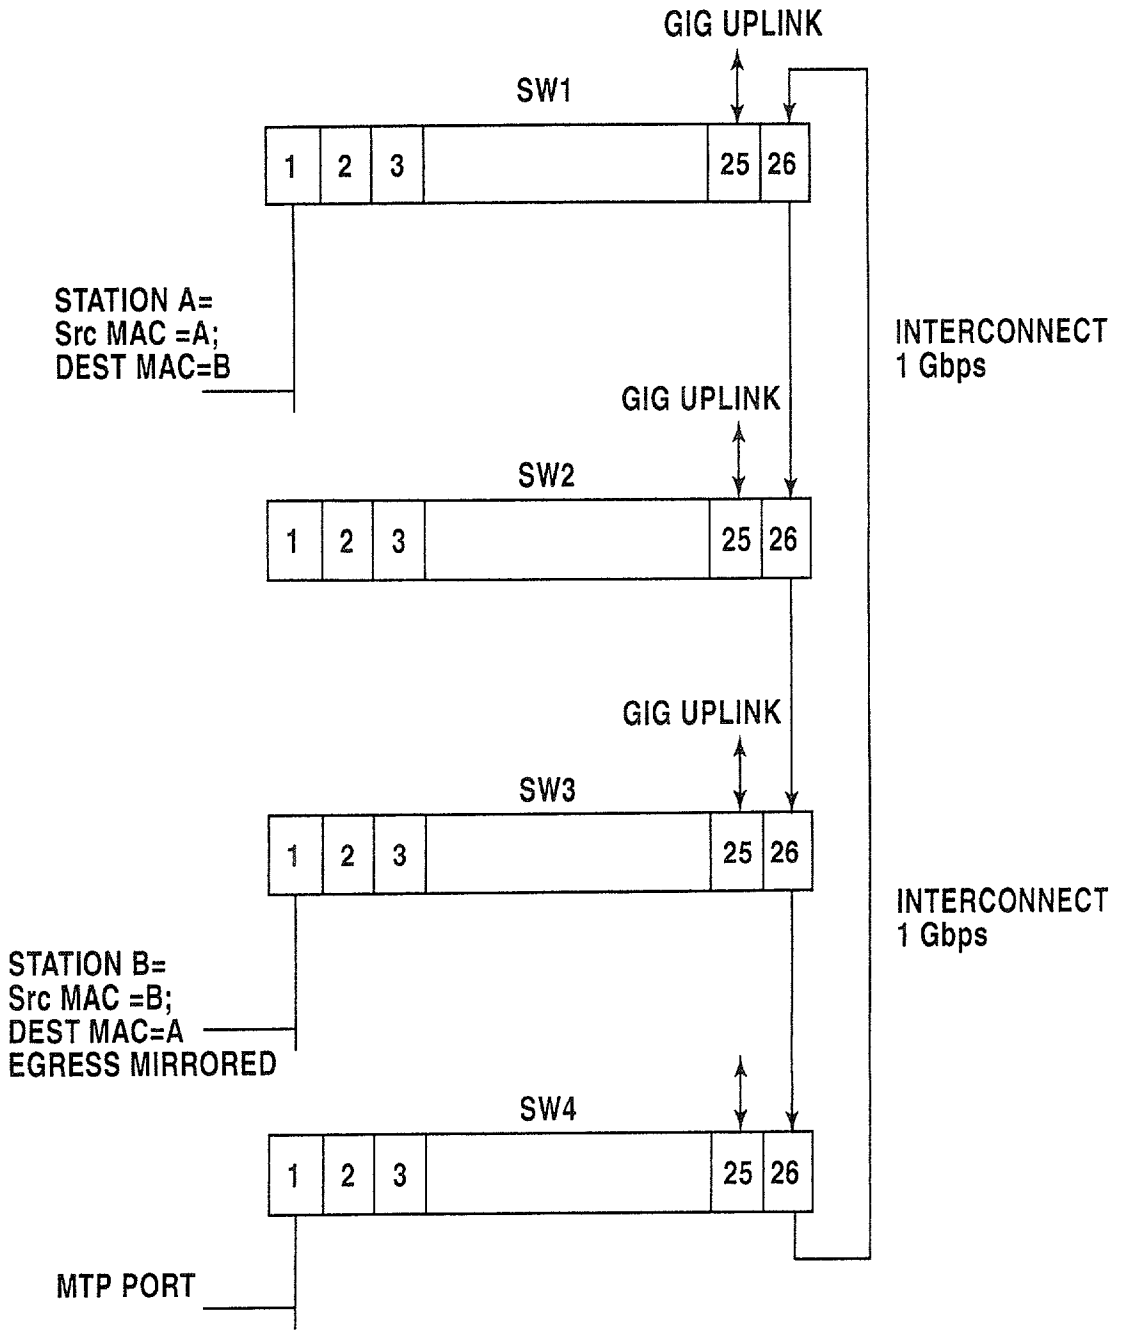 GIG UPLINK
SW1
1 2 3 25 26
STATION A=
Src MAC =A;
DEST MAC=B
INTERCONNECT
1 Gbps
GIG UPLINK
SW2
1 2 3 25 26
GIG UPLINK
SW3
1 2 3 25 26
INTERCONNECT
1 Gbps
STATION B=
Src MAC =B;
DEST MAC=A
EGRESS MIRRORED
SW4
1 2 3 25 26
MTP PORT